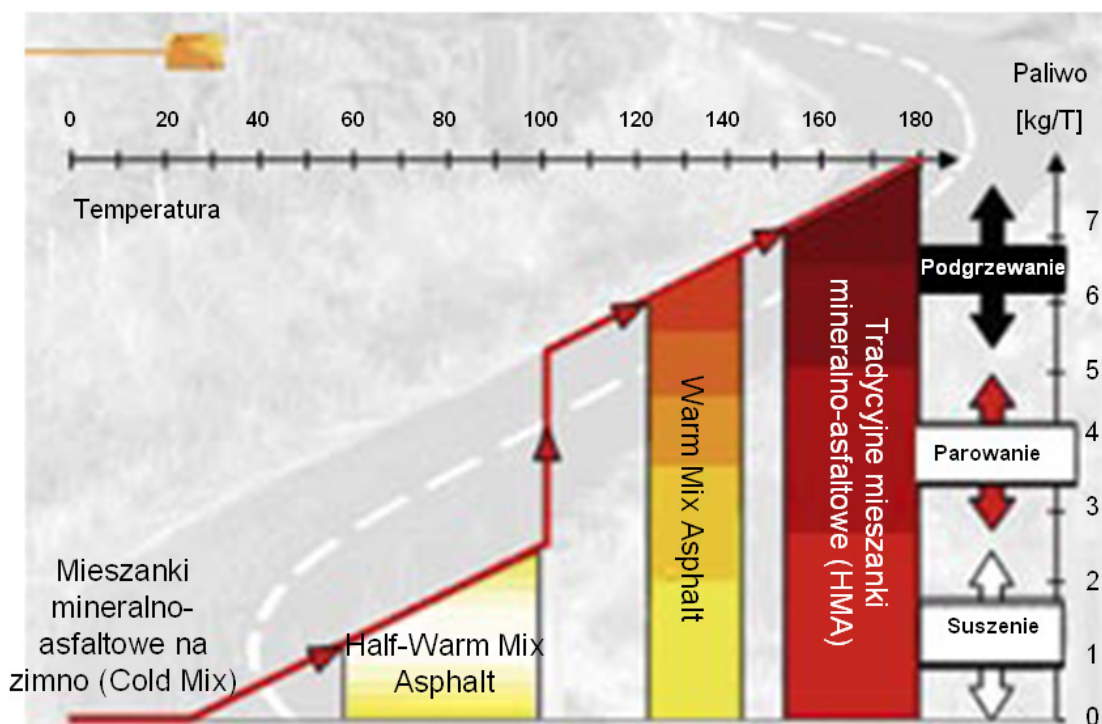 Paliwo
[kg/T]
0 20 40 60 80 100 120 140 160 180
Temperatura
7
6
5
4
3
2
1
0
Podgrzewanie
Parowanie
Suszenie
Mieszanki
mineralno-
asfaltowe na
zimno (Cold Mix)
Half-Warm Mix
Asphalt
Warm Mix Asphalt
Tradycyjne mieszanki
mineralno-asfaltowe (HMA)